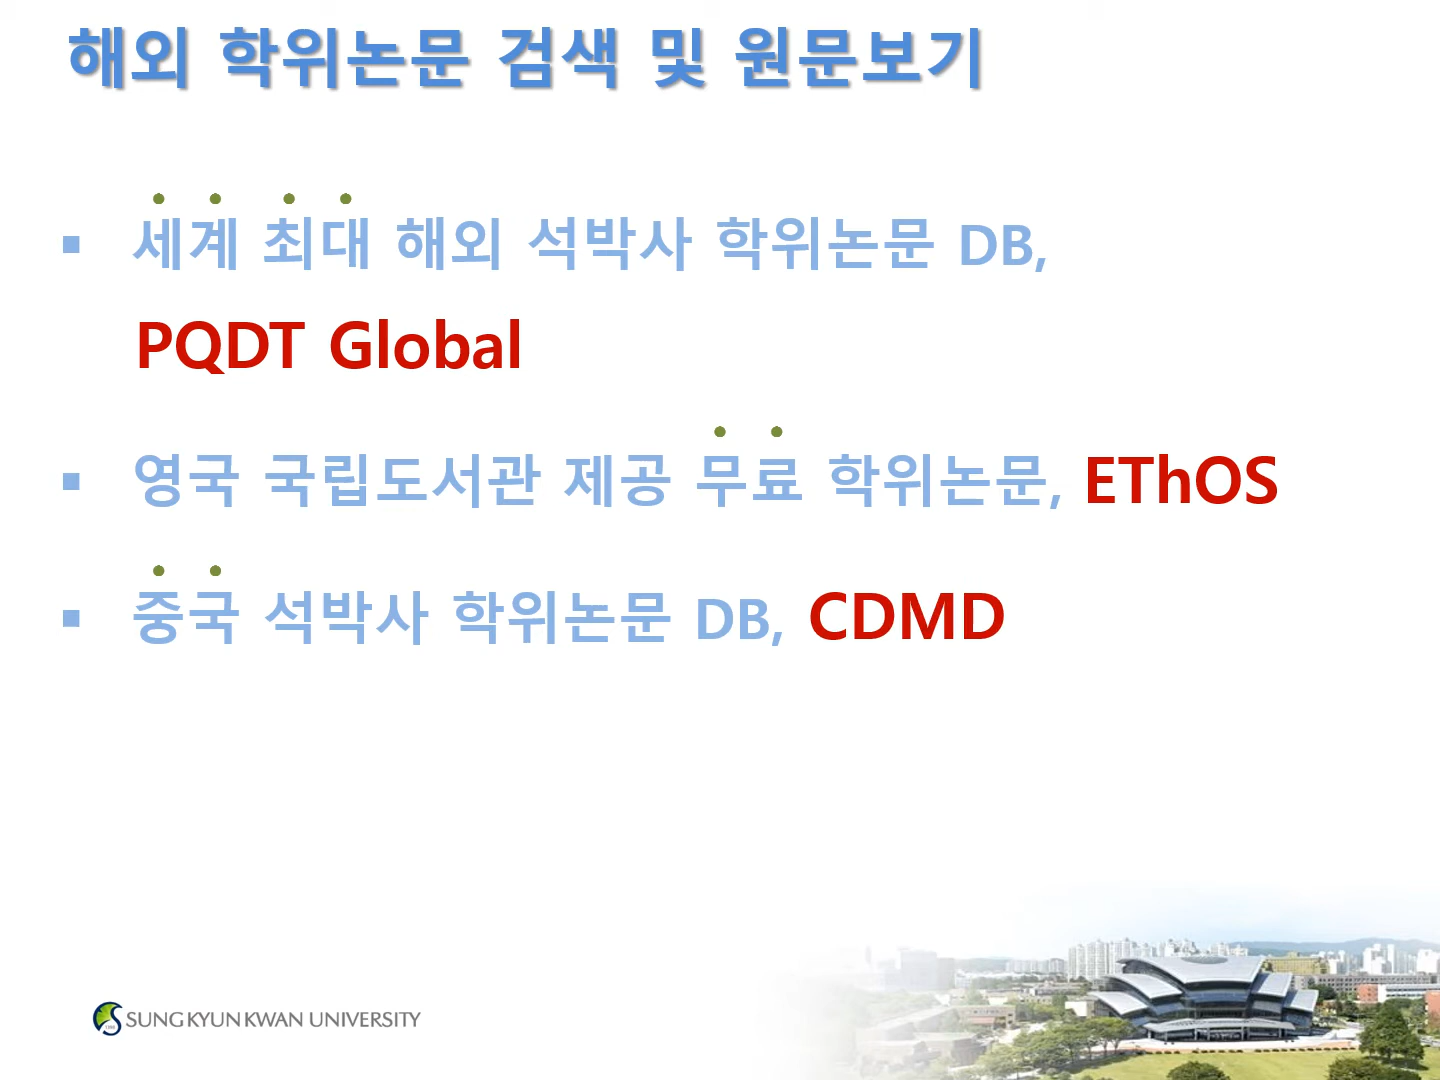 해외 학위논문 검색 및 원문보기
▪ 세계 최대 해외 석박사 학위논문 DB,
PQDT Global
▪ 영국 국립도서관 제공 무료 학위논문, EThOS
▪ 중국 석박사 학위논문 DB, CDMD
SUNGKYUNKWAN UNIVERSITY